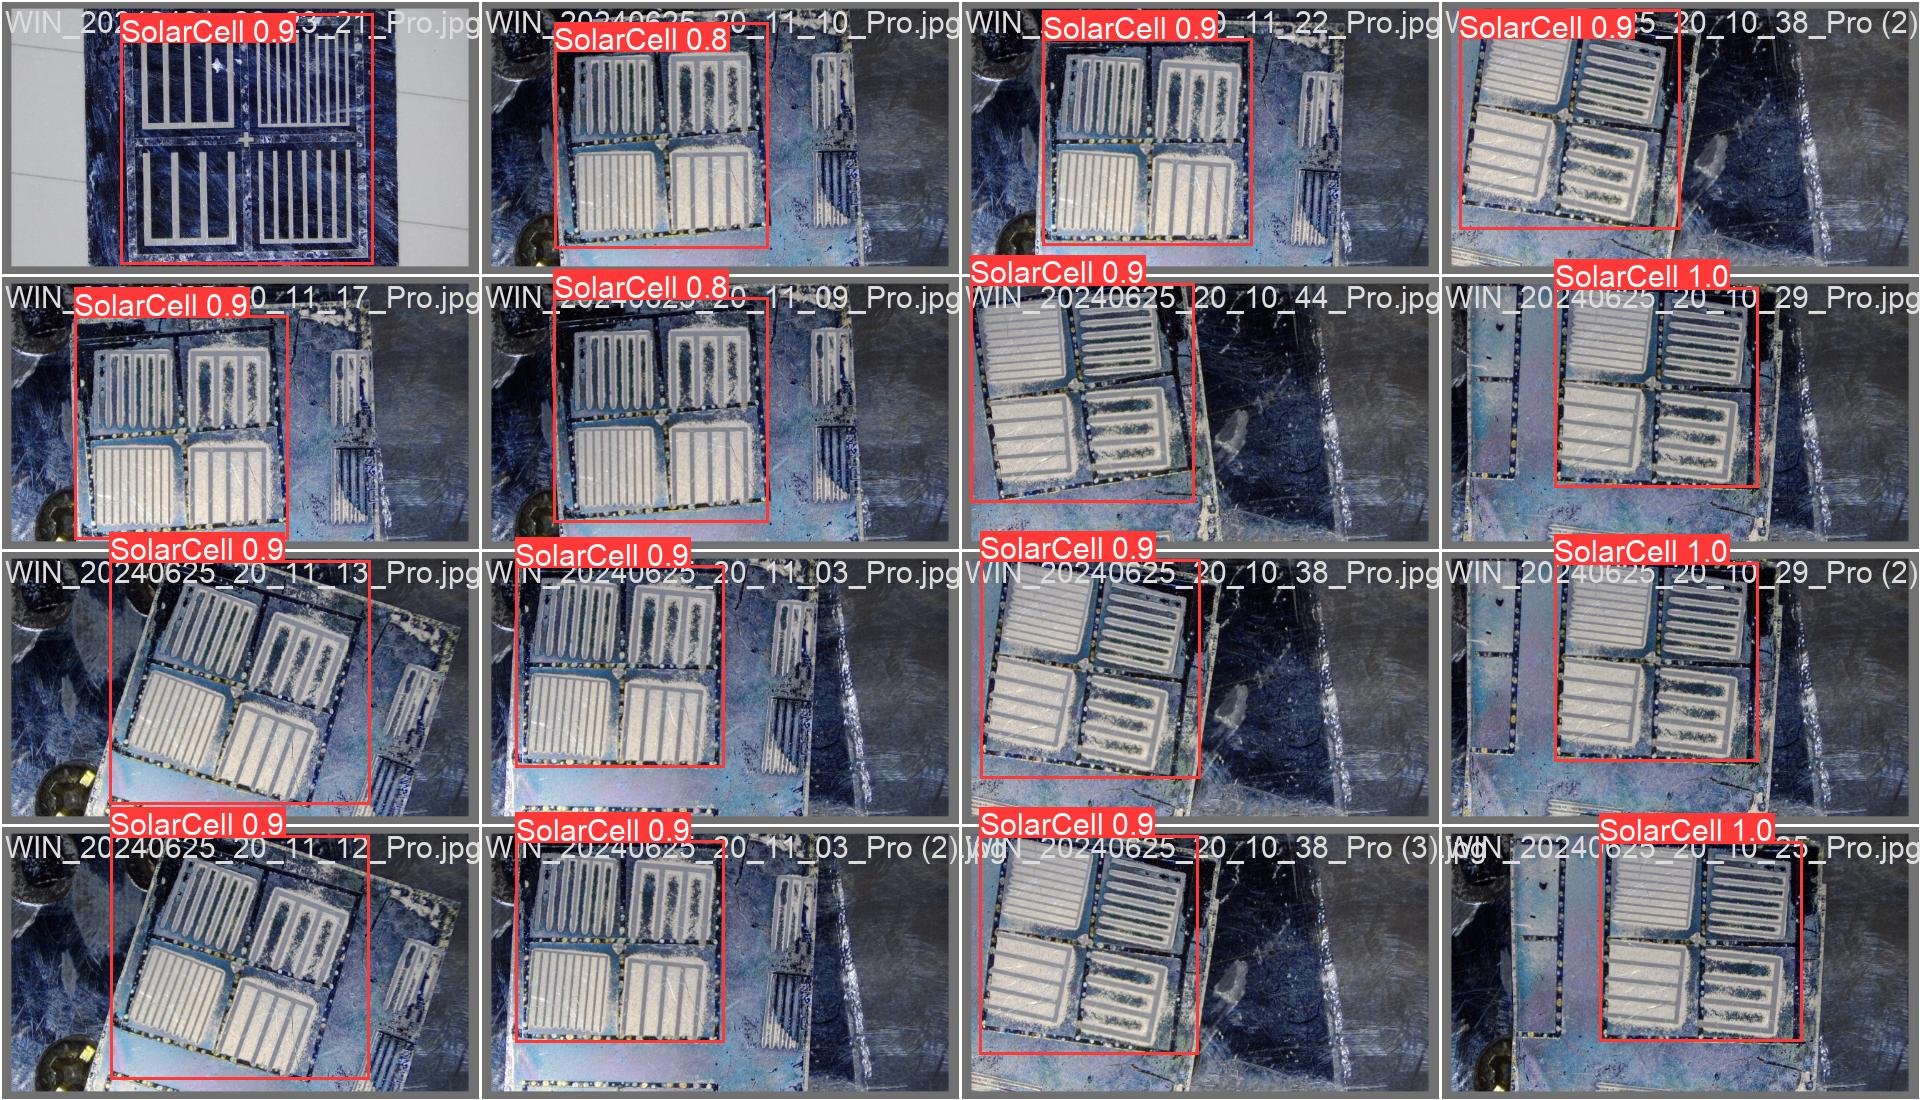 SolarCell 0.9
SolarCell 0.8
WIN_20240625_20_11_10_Pro.jpg
SolarCell 0.9
11_22_Pro.jpg
SolarCell 0.9
20_10_38_Pro (2)
SolarCell 0.9
11_17_Pro.jpg
SolarCell 0.8
WIN_20240625_20_11_09_Pro.jpg
SolarCell 0.9
WIN_20240625_20_10_44_Pro.jpg
SolarCell 1.0
WIN_20240625_20_10_29_Pro.jpg
SolarCell 0.9
WIN_20240625_20_11_13_Pro.jpg
SolarCell 0.9
WIN_20240625_20_11_03_Pro.jpg
SolarCell 0.9
WIN_20240625_20_10_38_Pro.jpg
SolarCell 1.0
WIN_20240625_20_10_29_Pro (2)
SolarCell 0.9
WIN_20240625_20_11_12_Pro.jpg
SolarCell 0.9
WIN_20240625_20_11_03_Pro (2).jpg
SolarCell 0.9
WIN_20240625_20_10_38_Pro (3).jpg
SolarCell 1.0
WIN_20240625_20_10_25_Pro.jpg